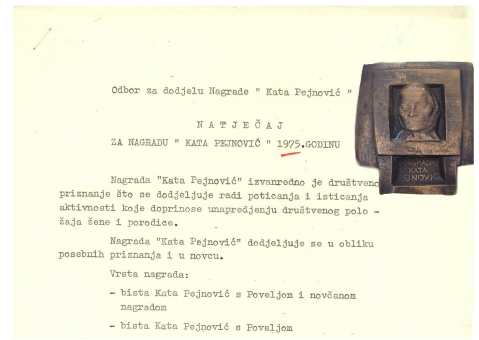 Odbor za dodjelu Nagrade " Kata Pejnović "
N A T J E Č A J
ZA NAGRADU " KATA PEJNOVIĆ " 1975.GODINU
Nagrada "Kata Pejnović" izvanredno je društveno
priznanje što se dodjeljuje radi poticanja i isticanja
aktivnosti koje doprinose unapredjenju društvenog polo -
žaja žene i porodice.
Nagrada "Kata Pejnović" dodjeljuje se u obliku
posebnih priznanja i u novcu.
Vrsta nagrada:
- bista Kata Pejnović s Poveljom i novčanom
nagradom
- bista Kata Pejnović s Poveljom
NAGRADA
KATA
PEJNOVIĆ